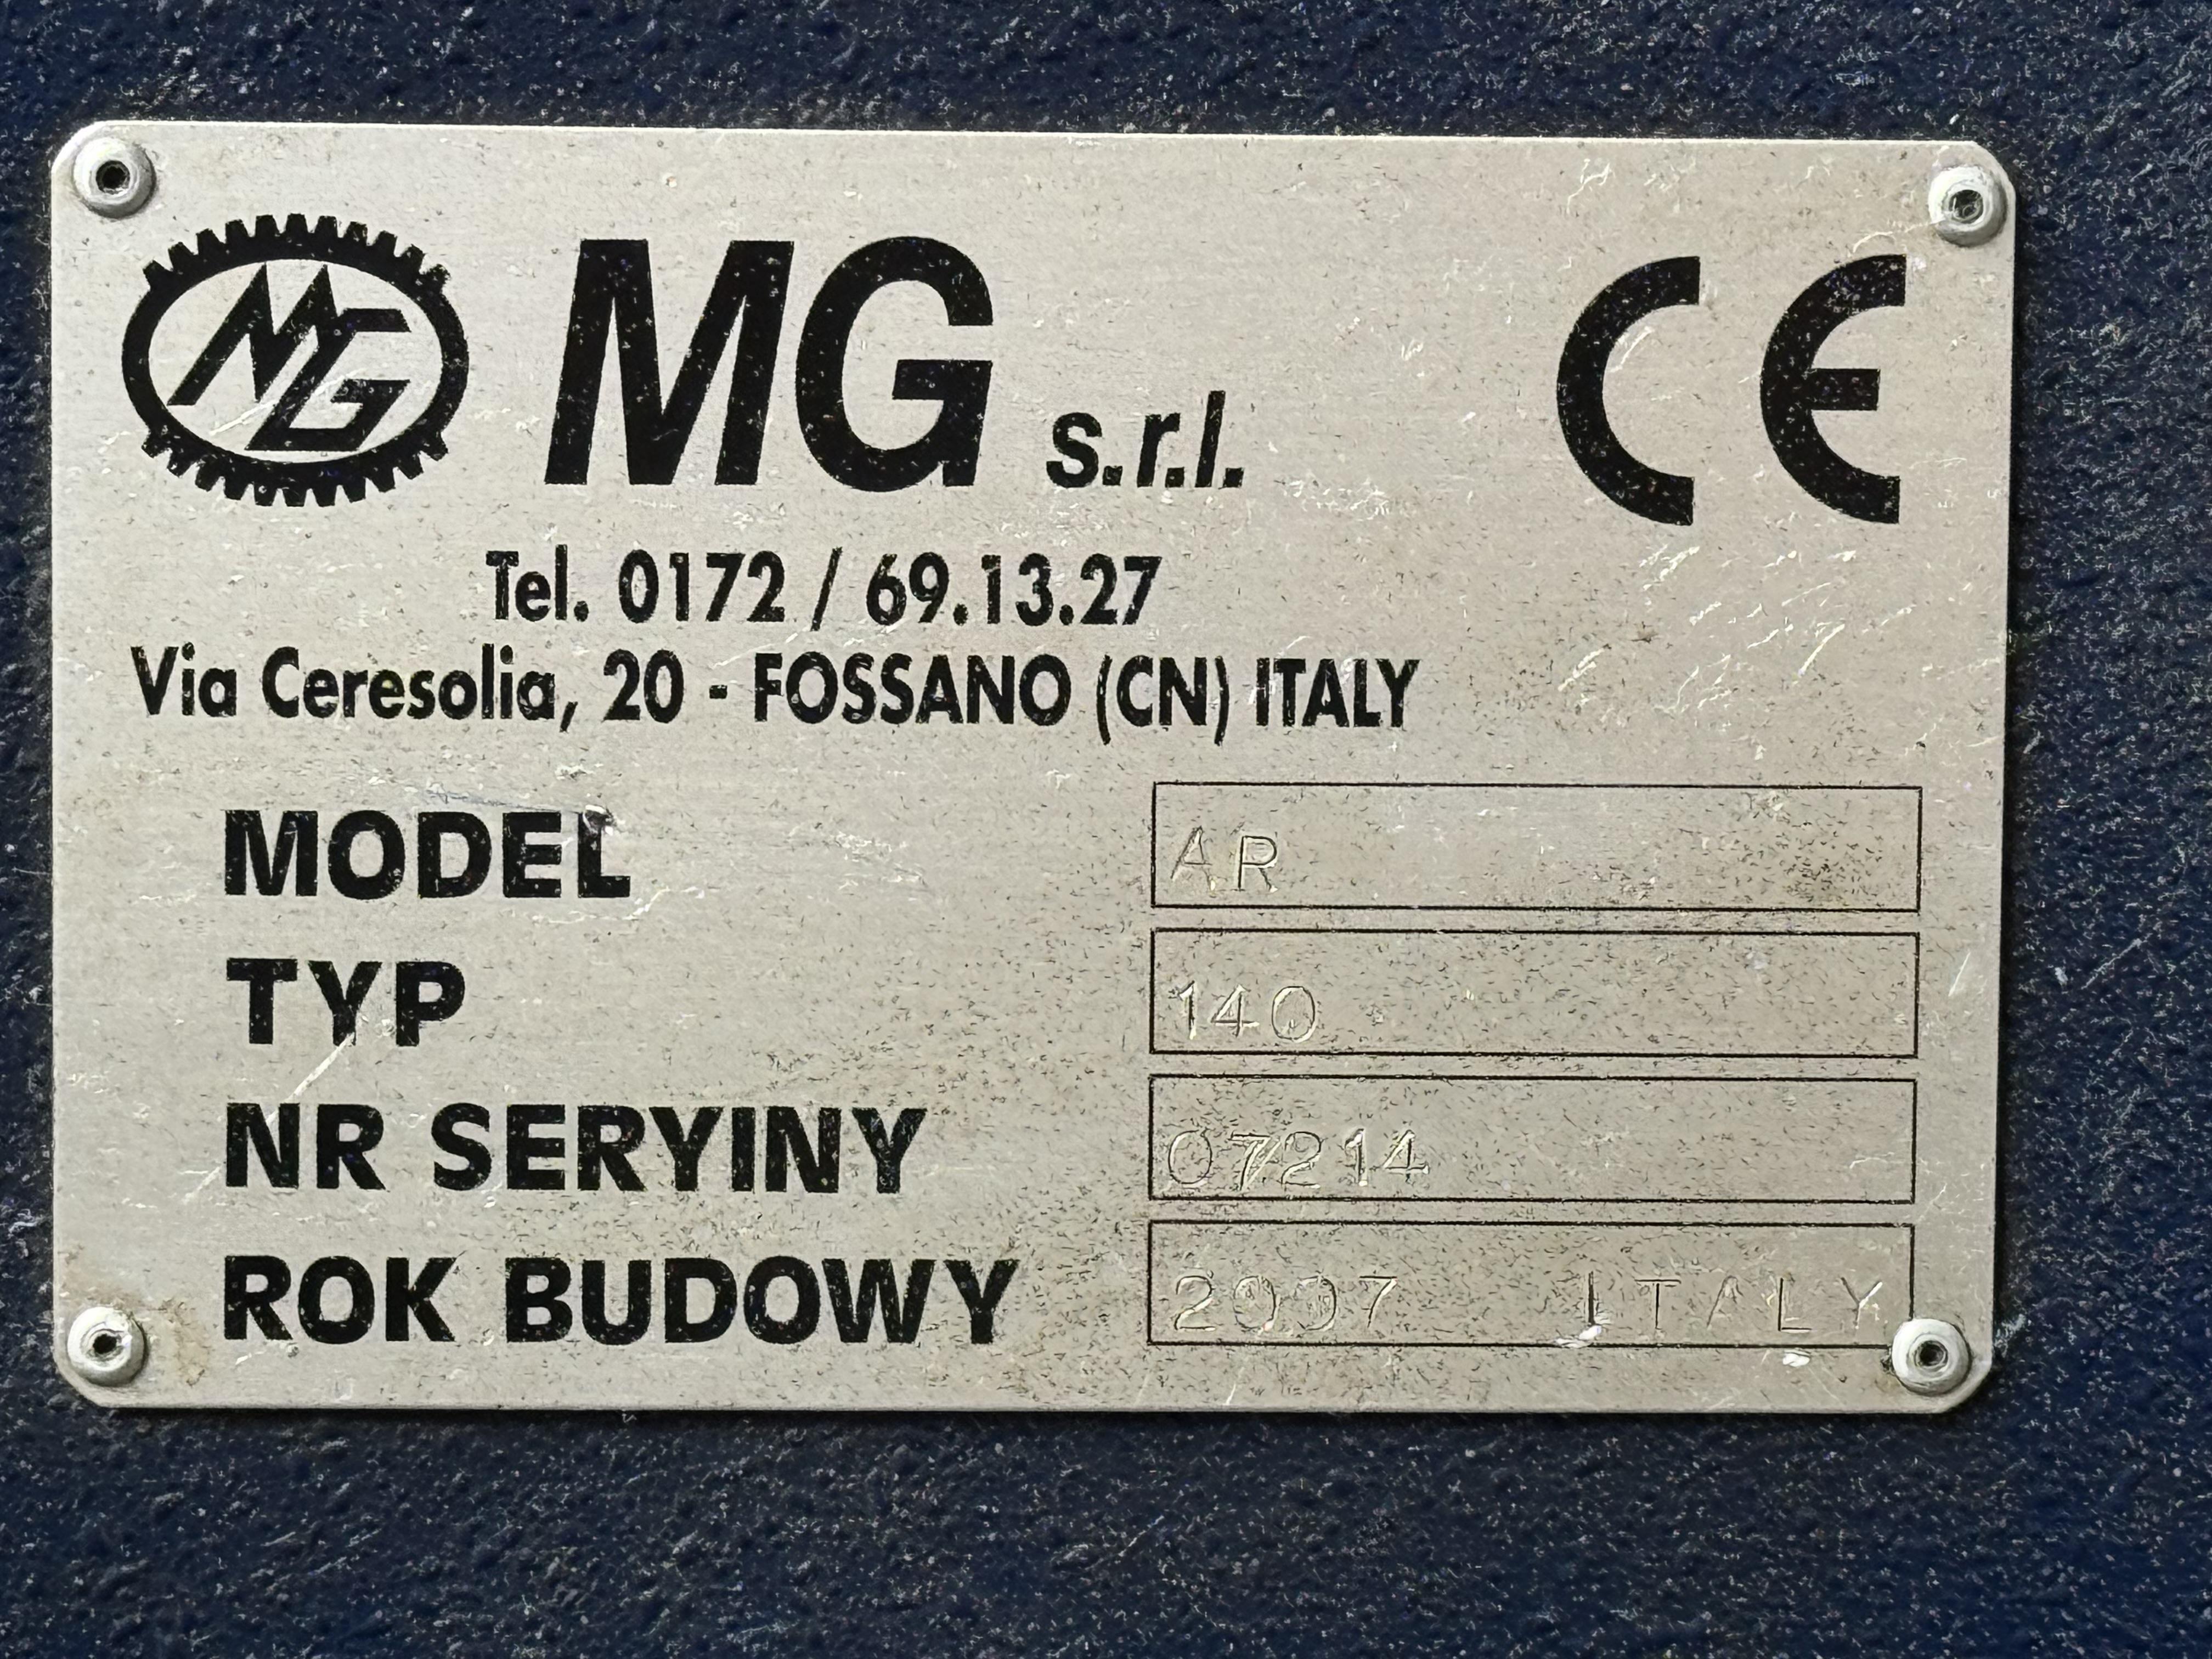 MG MG s.r.l. CE
Tel. 0172 / 69.13.27
Via Ceresolia, 20 - FOSSANO (CN) ITALY
MODEL AR
TYP 140
NR SERYINY 07214
ROK BUDOWY 2007 ITALY